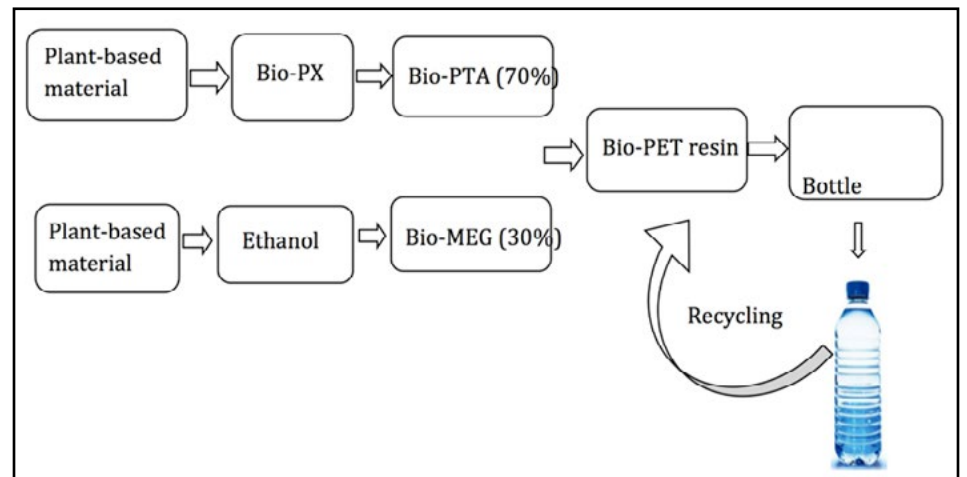 Plant-based
material
Bio-PX
Bio-PTA (70%)
Bio-PET resin
Bottle
Plant-based
material
Ethanol
Bio-MEG (30%)
Recycling